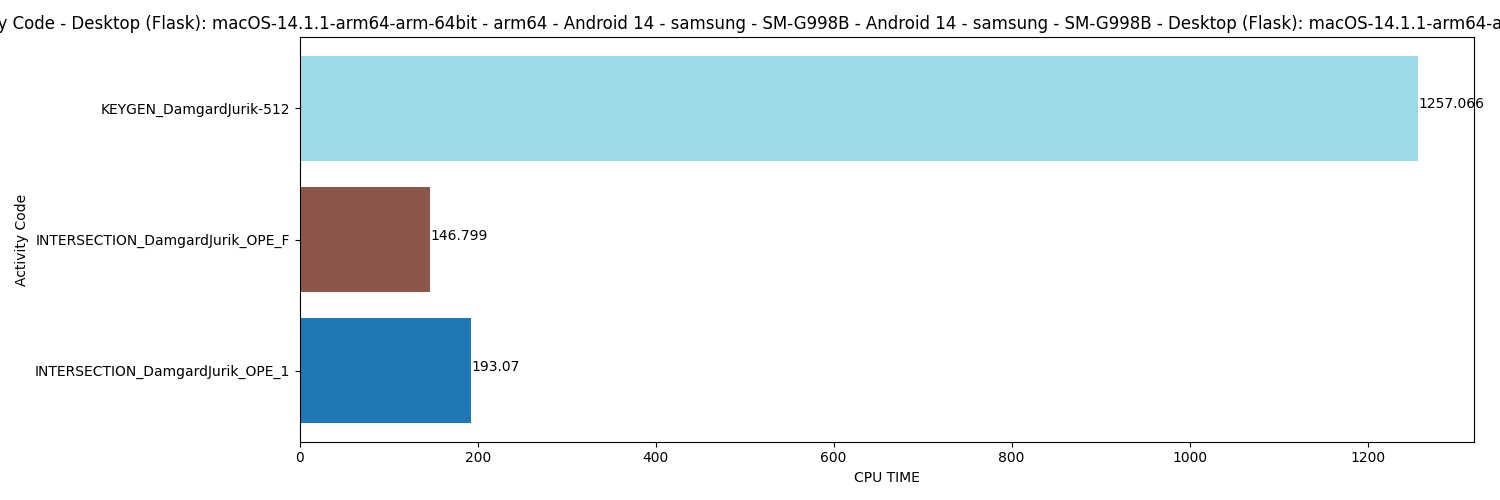 y Code - Desktop (Flask): macOS-14.1.1-arm64-arm-64bit - arm64 - Android 14 - samsung - SM-G998B - Android 14 - samsung - SM-G998B - Desktop (Flask): macOS-14.1.1-arm64-a
KEYGEN_DamgardJurik-512
1257.066
INTERSECTION_DamgardJurik_OPE_F
146.799
INTERSECTION_DamgardJurik_OPE_1
193.07
Activity Code
0 200 400 600 800 1000 1200
CPU TIME